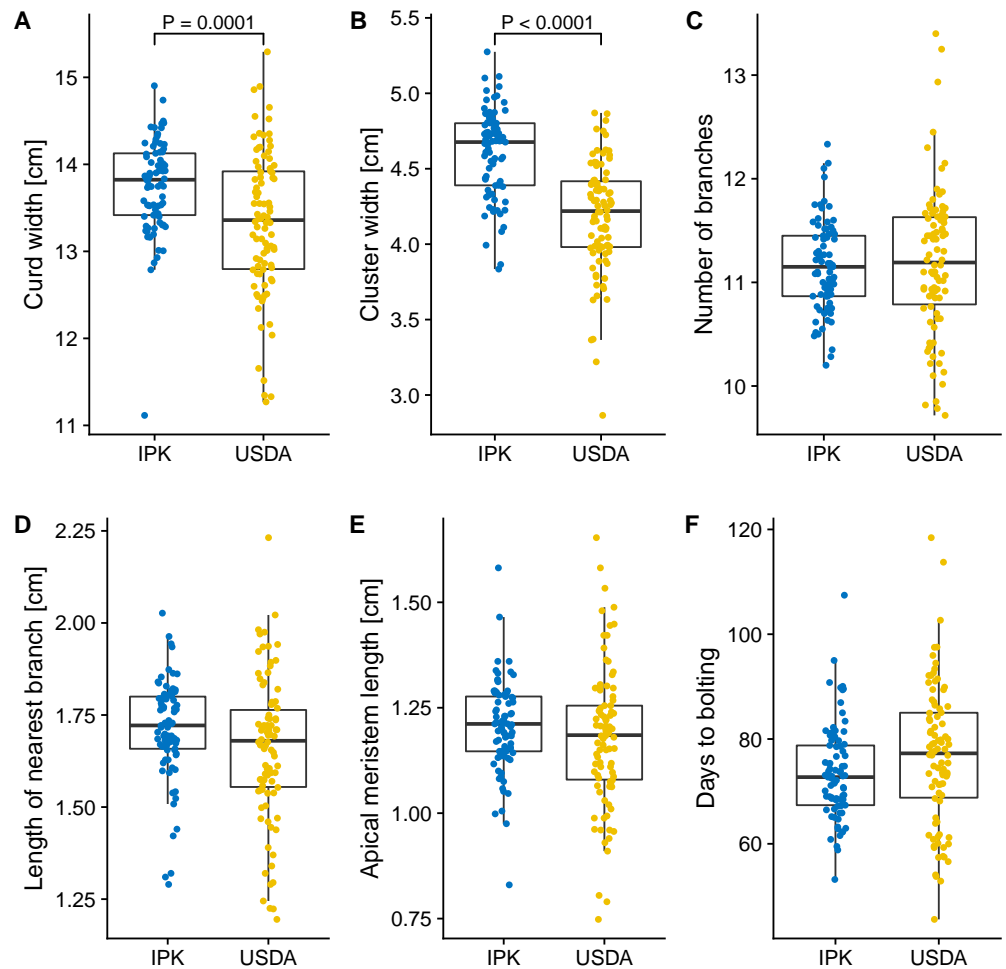 A
P = 0.0001
Curd width [cm]
15
14
13
12
11
IPK
USDA
B
P < 0.0001
Cluster width [cm]
5.5
5.0
4.5
4.0
3.5
3.0
IPK
USDA
C
Number of branches
13
12
11
10
IPK
USDA
D
Length of nearest branch [cm]
2.25
2.00
1.75
1.50
1.25
IPK
USDA
E
Apical meristem length [cm]
1.50
1.25
1.00
0.75
IPK
USDA
F
Days to bolting
120
100
80
60
IPK
USDA